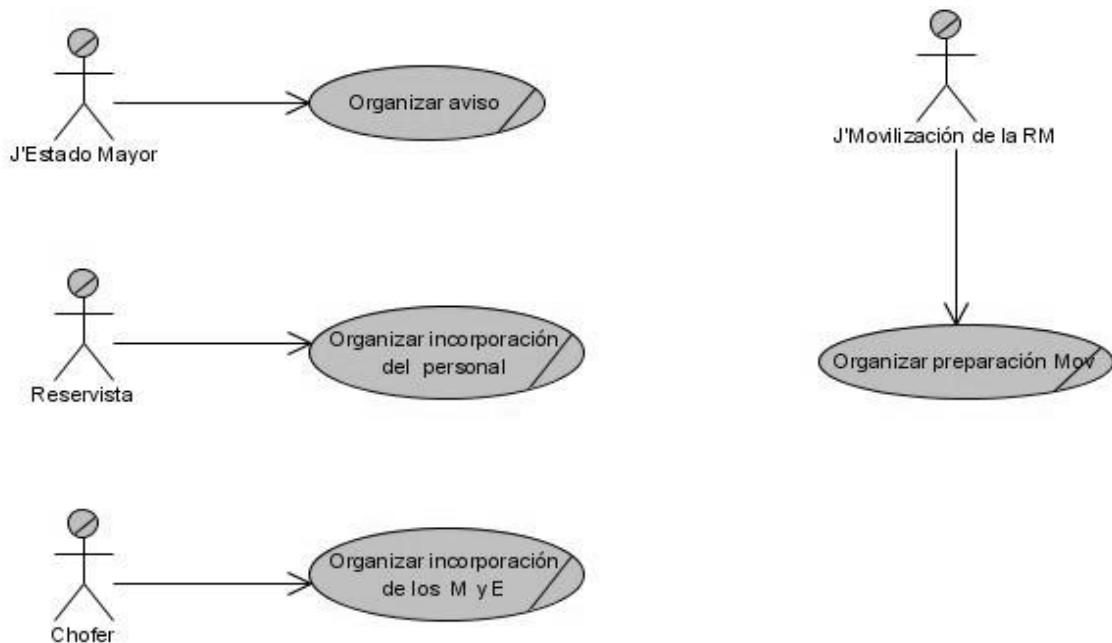 J'Estado Mayor
Organizar aviso
J'Movilización de la RM
Reservista
Organizar incorporación
del personal
Organizar preparación Mov
Chofer
Organizar incorporación
de los M y E